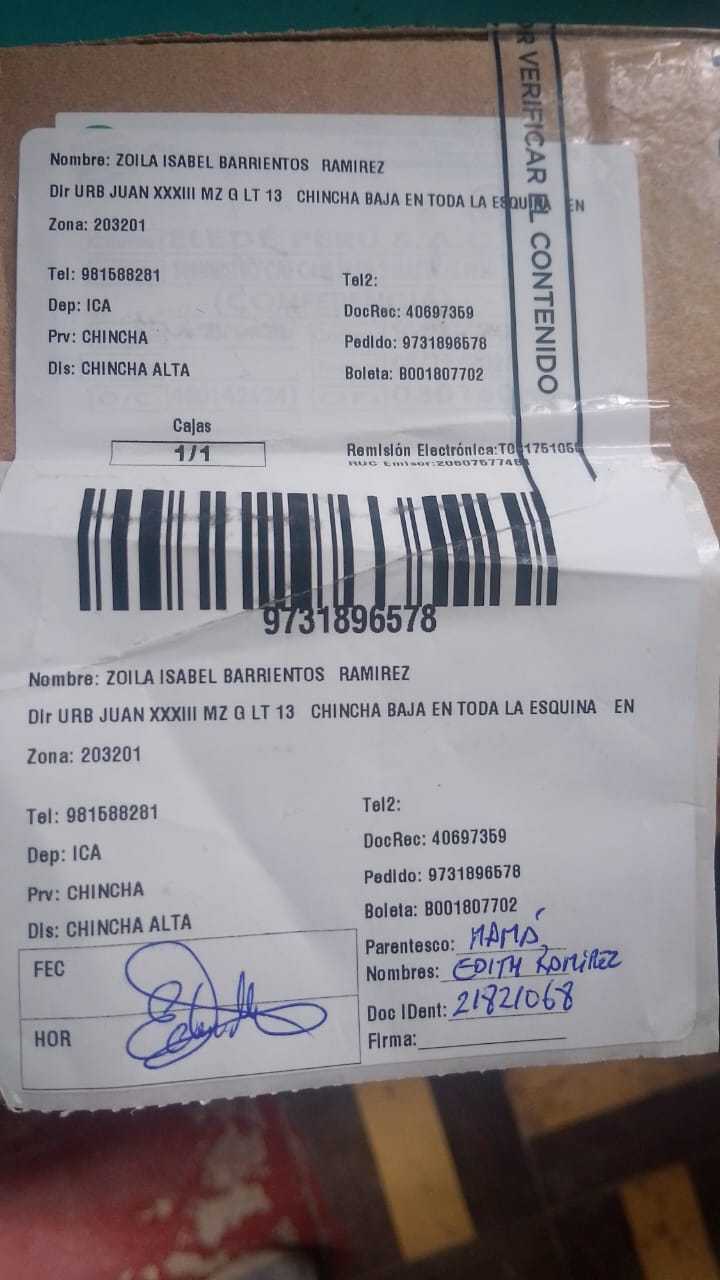 OR VERIFICAR EL CONTENIDO
Nombre: ZOILA ISABEL BARRIENTOS RAMIREZ
Dir URB JUAN XXXIII MZ G LT 13 CHINCHA BAJA EN TODA LA ESQUINA EN
Zona: 203201
Tel: 981588281 Tel2:
Dep: ICA DocRec: 40697359
Prv: CHINCHA Pedido: 9731896578
Dis: CHINCHA ALTA Boleta: B001807702
Cajas
1/1 Remisión Electrónica:
RUC Emisor:
9731896578
Nombre: ZOILA ISABEL BARRIENTOS RAMIREZ
Dir URB JUAN XXXIII MZ G LT 13 CHINCHA BAJA EN TODA LA ESQUINA EN
Zona: 203201
Tel: 981588281 Tel2:
Dep: ICA DocRec: 40697359
Prv: CHINCHA Pedido: 9731896578
Dis: CHINCHA ALTA Boleta: B001807702
FEC Parentesco: MAMÁ
Nombres: EDITH RAMIREZ
HOR Doc IDent: 21821068
Firma: